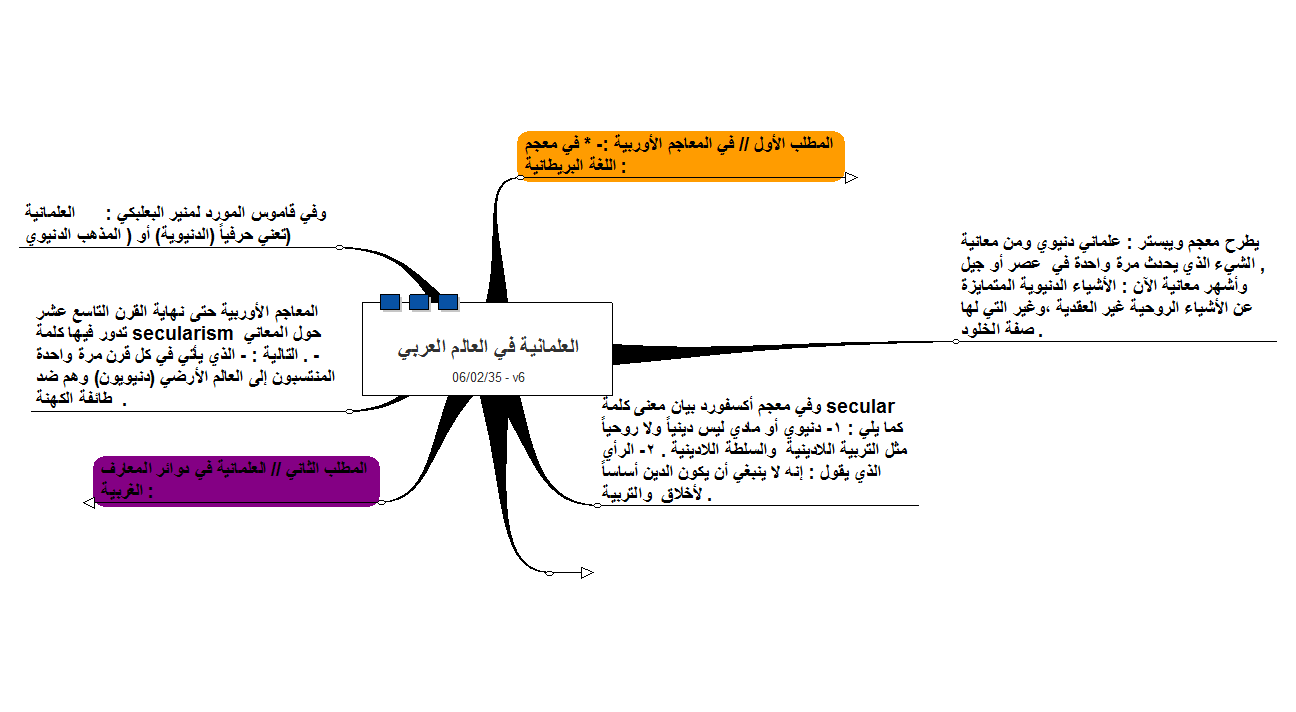 المطلب الأول // في المعاجم الأوربية :- * في معجم
اللغة البريطانية :
يطرح معجم ويبستر : علماني دنيوي ومن معانية
الشيء الذي يحدث مرة واحدة في عصر أو جيل ,
وأشهر معانية الآن : الأشياء الدنيوية المتمايزة
عن الأشياء الروحية غير العقدية ،وغير التي لها
صفة الخلود .
وفي معجم أكسفورد بيان معنى كلمة secular
كما يلي : ١- دنيوي أو مادي ليس دينياً ولا روحياً
مثل التربية اللادينية والسلطة اللادينية . ٢- الرأي
الذي يقول : إنه لا ينبغي أن يكون الدين أساساً
لأخلاق والتربية .
العلمانية في العالم العربي
06/02/35 - v6
وفي قاموس المورد لمنير البعلبكي : العلمانية
تعني حرفياً (الدنيوية) أو ( المذهب الدنيوي)
المعاجم الأوربية حتى نهاية القرن التاسع عشر
تدور فيها كلمة secularism حول المعاني
التالية : - الذي يأتي في كل قرن مرة واحدة . -
المنتسبون إلى العالم الأرضي (دنيويون) وهم ضد
طائفة الكهنة .
المطلب الثاني // العلمانية في دوائر المعارف
الغربية :